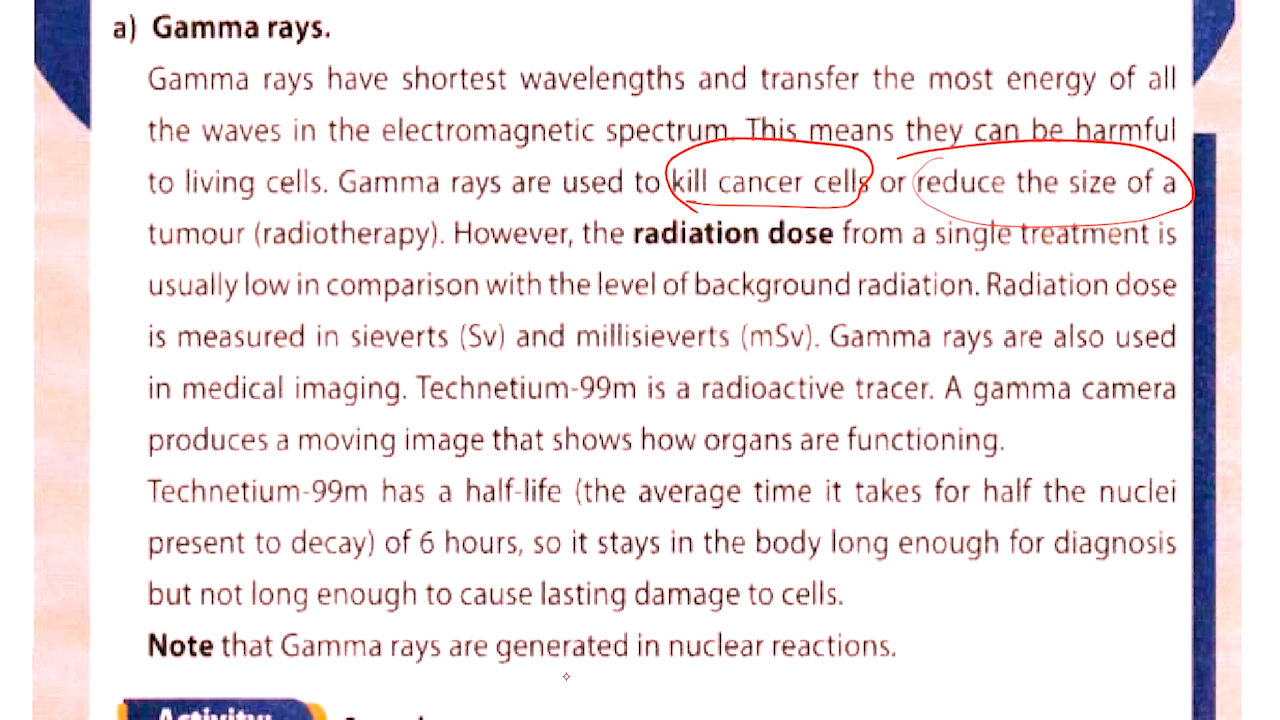 a) Gamma rays.
Gamma rays have shortest wavelengths and transfer the most energy of all
the waves in the electromagnetic spectrum. This means they can be harmful
to living cells. Gamma rays are used to kill cancer cells or reduce the size of a
tumour (radiotherapy). However, the radiation dose from a single treatment is
usually low in comparison with the level of background radiation. Radiation dose
is measured in sieverts (Sv) and millisieverts (mSv). Gamma rays are also used
in medical imaging. Technetium-99m is a radioactive tracer. A gamma camera
produces a moving image that shows how organs are functioning.
Technetium-99m has a half-life (the average time it takes for half the nuclei
present to decay) of 6 hours, so it stays in the body long enough for diagnosis
but not long enough to cause lasting damage to cells.
Note that Gamma rays are generated in nuclear reactions.
Activity